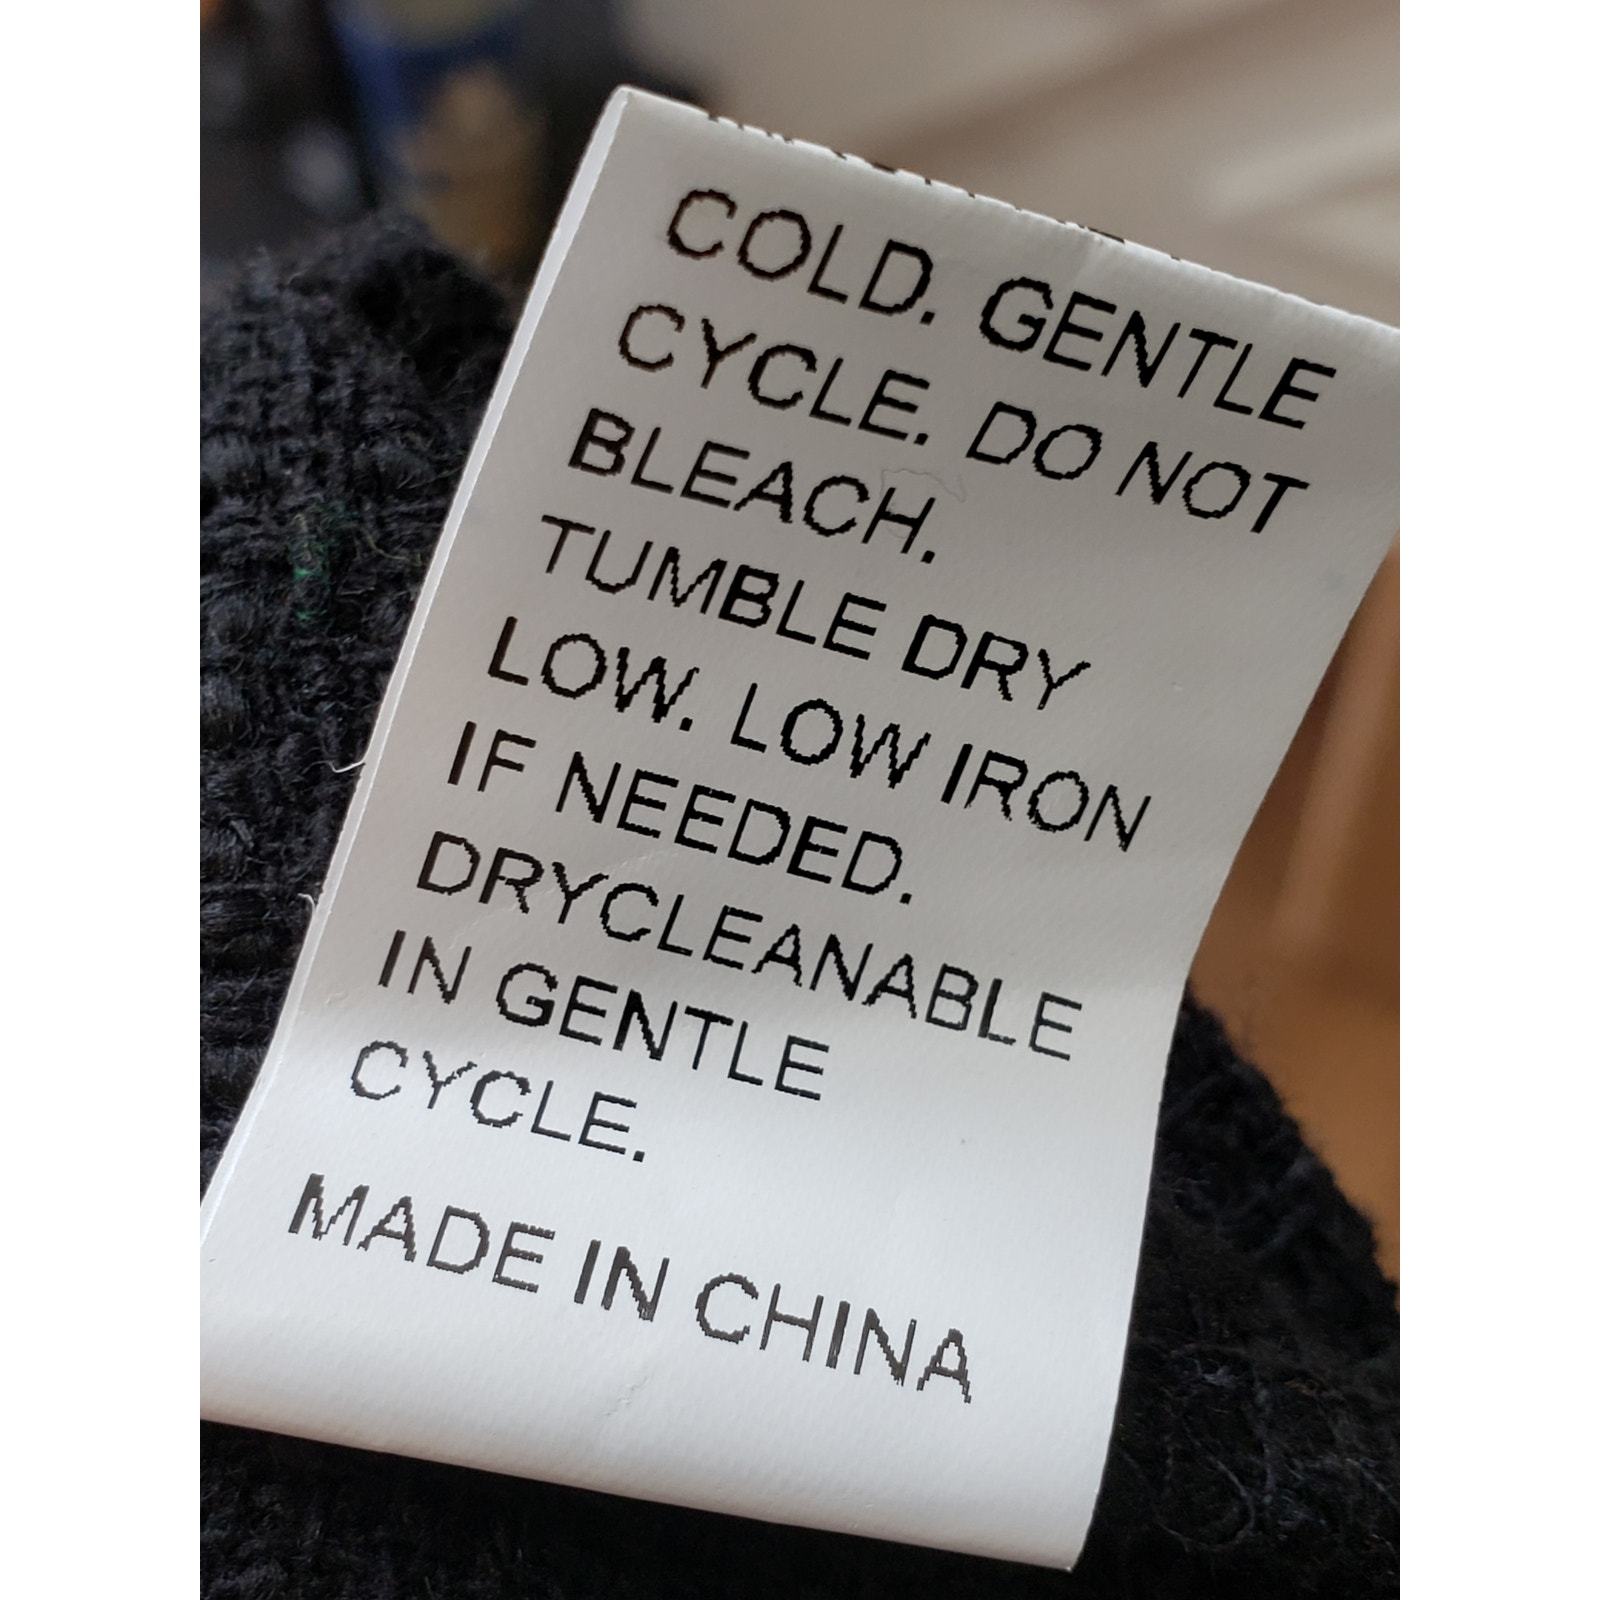 COLD. GENTLE
CYCLE. DO NOT
BLEACH.
TUMBLE DRY
LOW. LOW IRON
IF NEEDED.
DRYCLEANABLE
IN GENTLE
CYCLE.
MADE IN CHINA